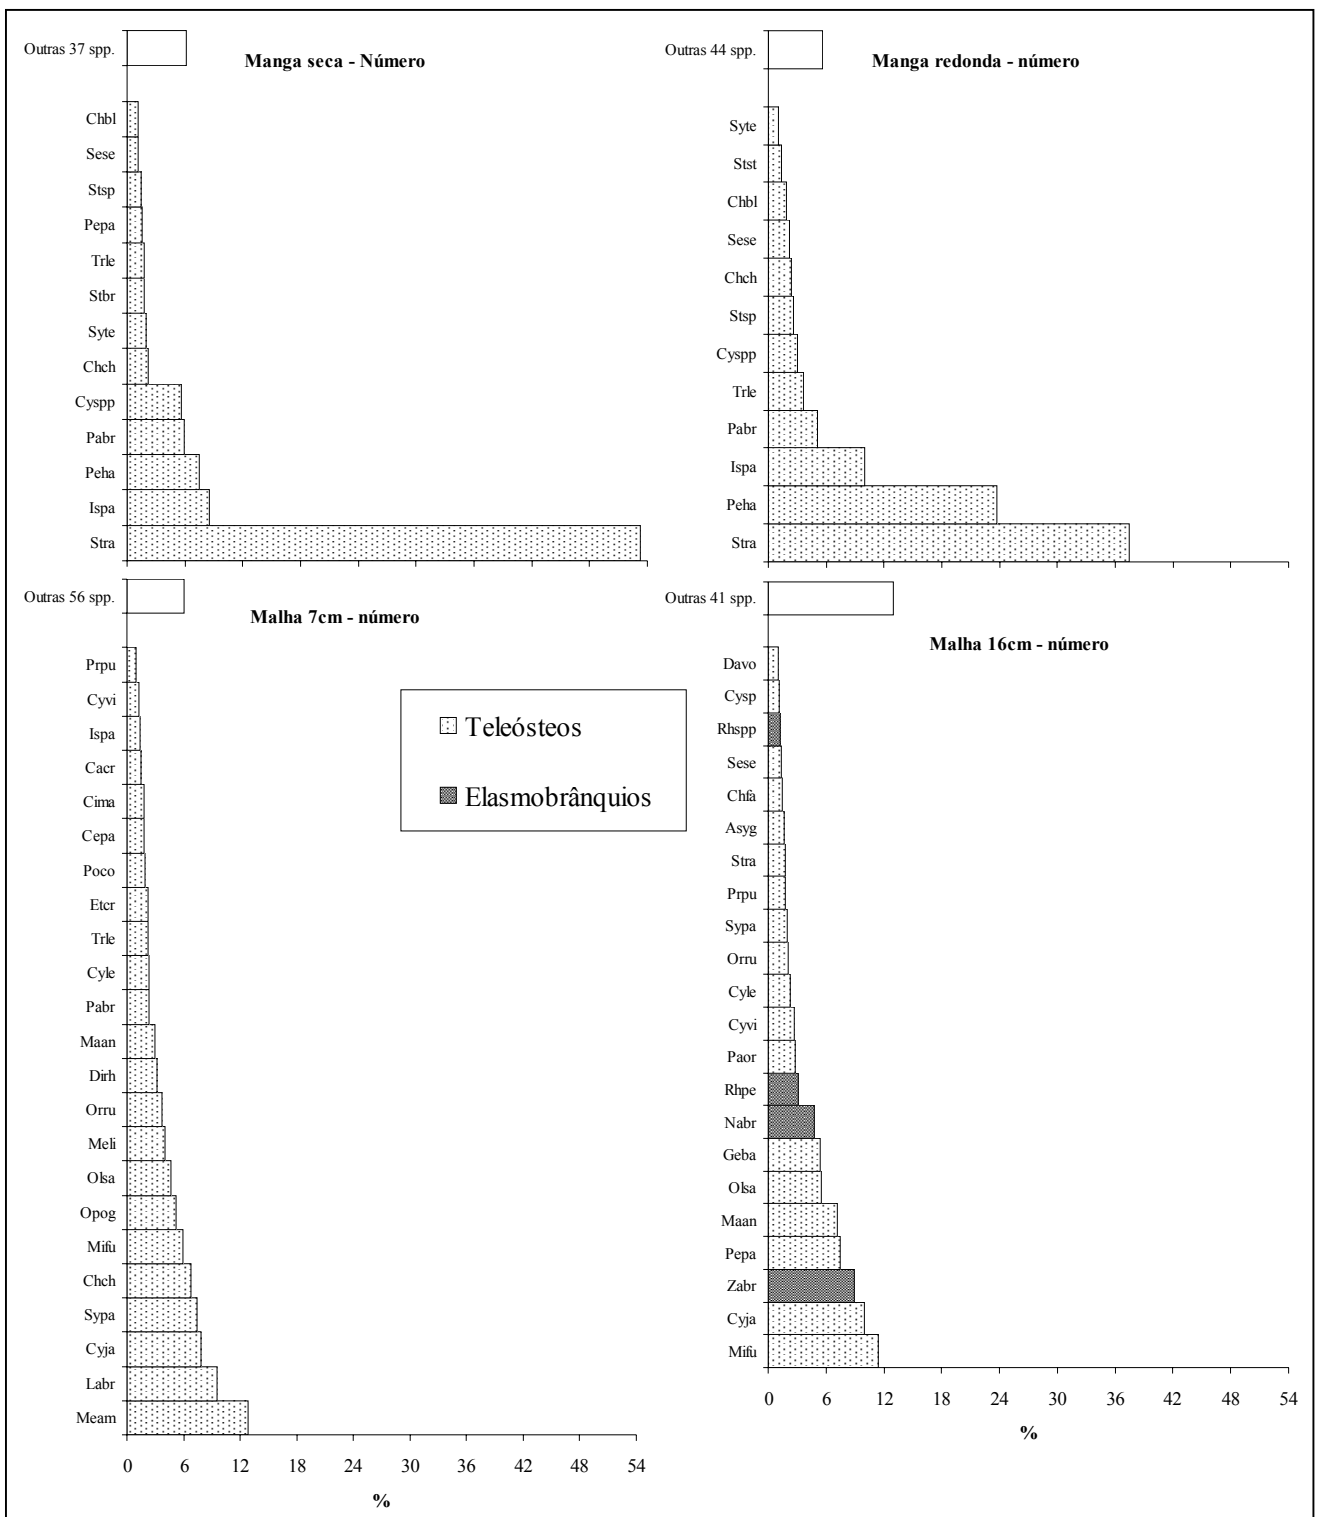 Manga seca - Número
Outras 37 spp.
Chbl
Sese
Stsp
Pepa
Trle
Stbr
Syte
Chch
Cyspp
Pabr
Peha
Ispa
Stra
Manga redonda - número
Outras 44 spp.
Syte
Stst
Chbl
Sese
Chch
Stsp
Cyspp
Trle
Pabr
Ispa
Peha
Stra
Malha 7cm - número
Outras 56 spp.
Prpu
Cyvi
Ispa
Cacr
Cima
Cepa
Poco
Etcr
Trle
Cyle
Pabr
Maan
Dirh
Orru
Meli
Olsa
Opog
Mifu
Chch
Sypa
Cyja
Labr
Meam
0 6 12 18 24 30 36 42 48 54
%
Teleósteos
Elasmobrânquios
Malha 16cm - número
Outras 41 spp.
Davo
Cysp
Rhspp
Sese
Chfa
Asyg
Stra
Prpu
Sypa
Orru
Cyle
Cyvi
Paor
Rhpe
Nabr
Geba
Olsa
Maan
Pepa
Zabr
Cyja
Mifu
0 6 12 18 24 30 36 42 48 54
%